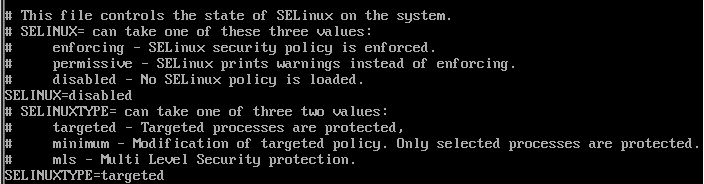 # This file controls the state of SELinux on the system.
# SELINUX= can take one of these three values:
#     enforcing - SELinux security policy is enforced.
#     permissive - SELinux prints warnings instead of enforcing.
#     disabled - No SELinux policy is loaded.
SELINUX=disabled
# SELINUXTYPE= can take one of three two values:
#     targeted - Targeted processes are protected,
#     minimum - Modification of targeted policy. Only selected processes are protected.
#     mls - Multi Level Security protection.
SELINUXTYPE=targeted